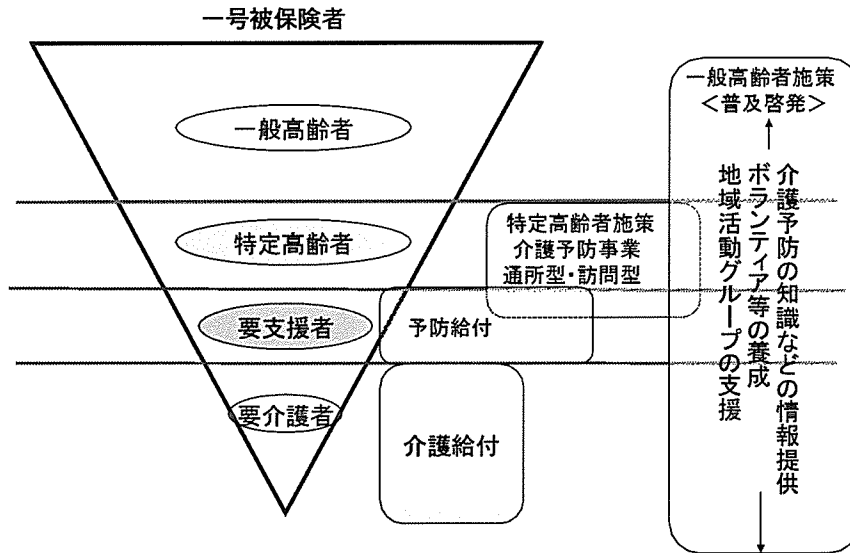 一号被保険者
一般高齢者
特定高齢者
要支援者
要介護者
特定高齢者施策
介護予防事業
通所型・訪問型
予防給付
介護給付
一般高齢者施策
＜普及啓発＞
介護予防の知識などの情報提供
ボランティア等の養成
地域活動グループの支援